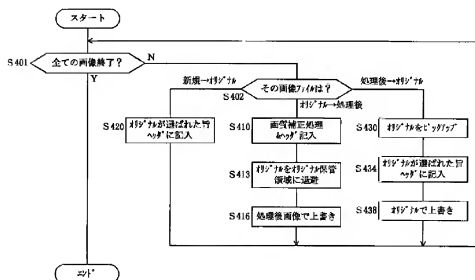 スタート
S401
全ての画像終了？
N
Y
その画像ファイルは？
S402
新規→オリジナル
オリジナル→処理後
処理後→オリジナル
S420
オリジナルが選ばれた旨
ヘッダに記入
S410
画質補正処理
&ヘッダ記入
S413
オリジナルをオリジナル保管
領域に退避
S416
処理後画像で上書き
S430
オリジナルをピックアップ
S434
オリジナルが選ばれた旨
ヘッダに記入
S438
オリジナルで上書き
エンド